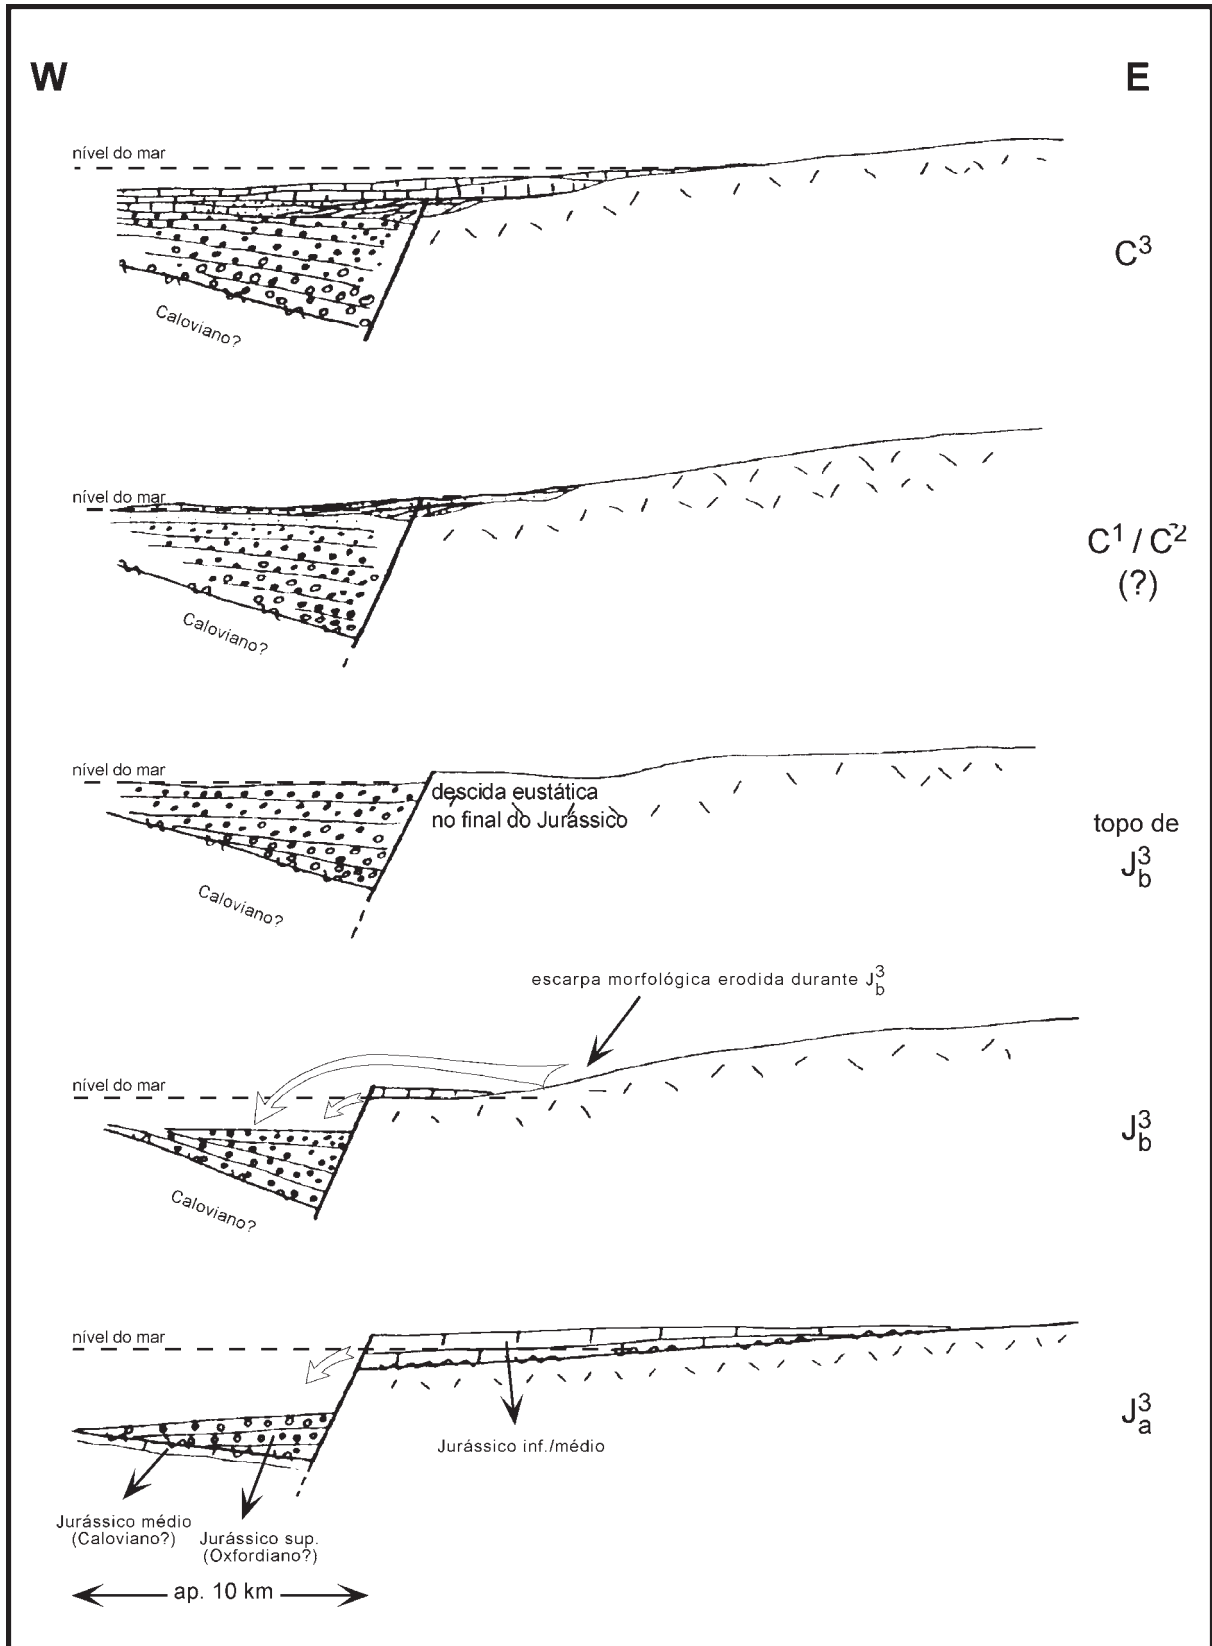 W
E
nível do mar
C³
Caloviano?
nível do mar
C¹ / C²
(?)
Caloviano?
nível do mar
descida eustática
no final do Jurássico
topo de
J³b
Caloviano?
escarpa morfológica erodida durante J³b
nível do mar
J³b
Caloviano?
nível do mar
J³a
Jurássico inf./médio
Jurássico médio
(Caloviano?)
Jurássico sup.
(Oxfordiano?)
ap. 10 km